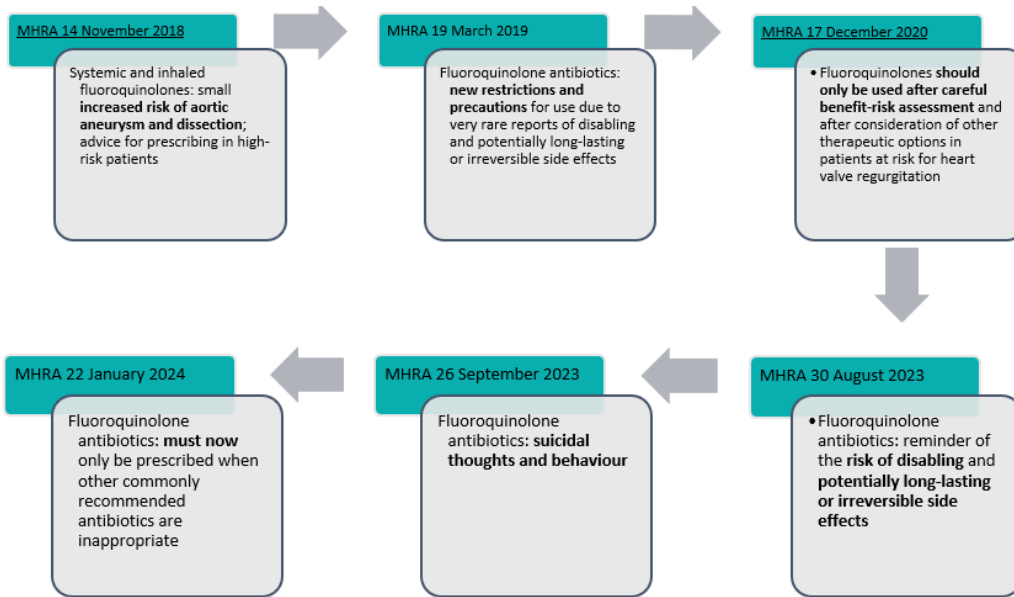 MHRA 14 November 2018
Systemic and inhaled
fluoroquinolones: small
increased risk of aortic
aneurysm and dissection;
advice for prescribing in high-
risk patients
MHRA 19 March 2019
Fluoroquinolone antibiotics:
new restrictions and
precautions for use due to
very rare reports of disabling
and potentially long-lasting
or irreversible side effects
MHRA 17 December 2020
• Fluoroquinolones should
only be used after careful
benefit-risk assessment and
after consideration of other
therapeutic options in
patients at risk for heart
valve regurgitation
MHRA 30 August 2023
• Fluoroquinolone
antibiotics: reminder of
the risk of disabling and
potentially long-lasting
or irreversible side
effects
MHRA 26 September 2023
Fluoroquinolone
antibiotics: suicidal
thoughts and behaviour
MHRA 22 January 2024
Fluoroquinolone
antibiotics: must now
only be prescribed when
other commonly
recommended
antibiotics are
inappropriate